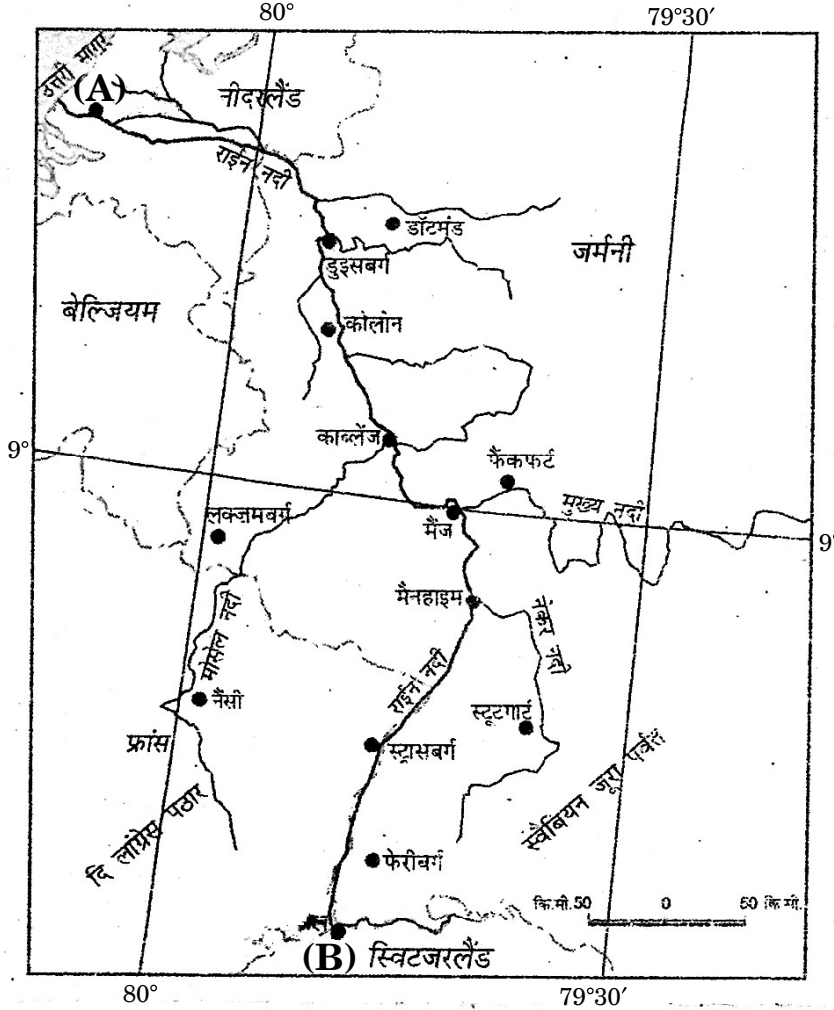 80°
79°30′
उत्तरी सागर
(A)
नीदरलैंड
राईन नदी
डॉटमंड
जर्मनी
डुइसबर्ग
बेल्जियम
कोलोन
काब्लेंज
9°
फ्रैंकफर्ट
मुख्य नदी
लक्ज़मबर्ग
मैंज
9°
मैनहाइम
नेकर नदी
मोसेल नदी
राईन नदी
नैंसी
स्टूटगार्ट
फ्रांस
स्ट्रासबर्ग
स्वैबियन जूरा पर्वत
दि लांग्रेस पठार
फेरीबर्ग
कि.मी.50 0 50 कि.मी.
(B) स्विटजरलैंड
80°
79°30′